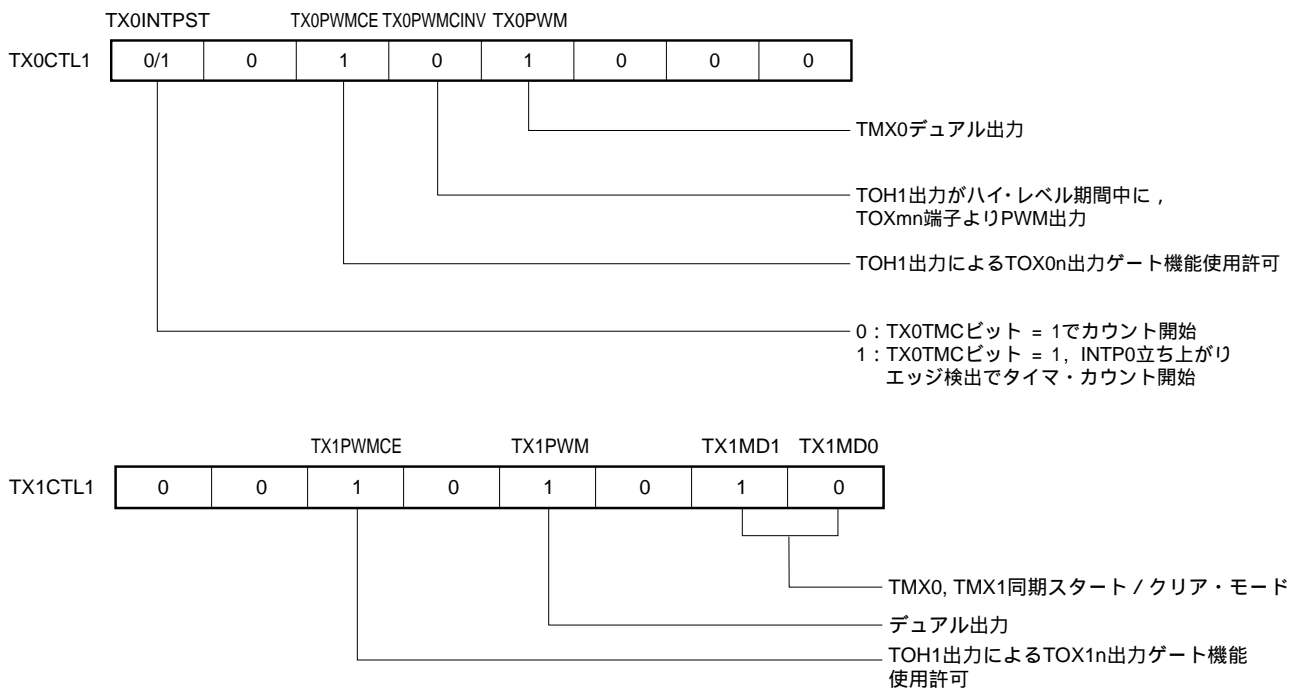 TX0INTPST TX0PWMCE TX0PWMCINV TX0PWM
TX0CTL1 0/1 0 1 0 1 0 0 0
TMX0デュアル出力
TOH1出力がハイ・レベル期間中に，
TOXmn端子よりPWM出力
TOH1出力によるTOX0n出力ゲート機能使用許可
0：TX0TMCビット = 1でカウント開始
1：TX0TMCビット = 1，INTP0立ち上がり
エッジ検出でタイマ・カウント開始
TX1PWMCE TX1PWM TX1MD1 TX1MD0
TX1CTL1 0 0 1 0 1 0 1 0
TMX0, TMX1同期スタート／クリア・モード
デュアル出力
TOH1出力によるTOX1n出力ゲート機能
使用許可